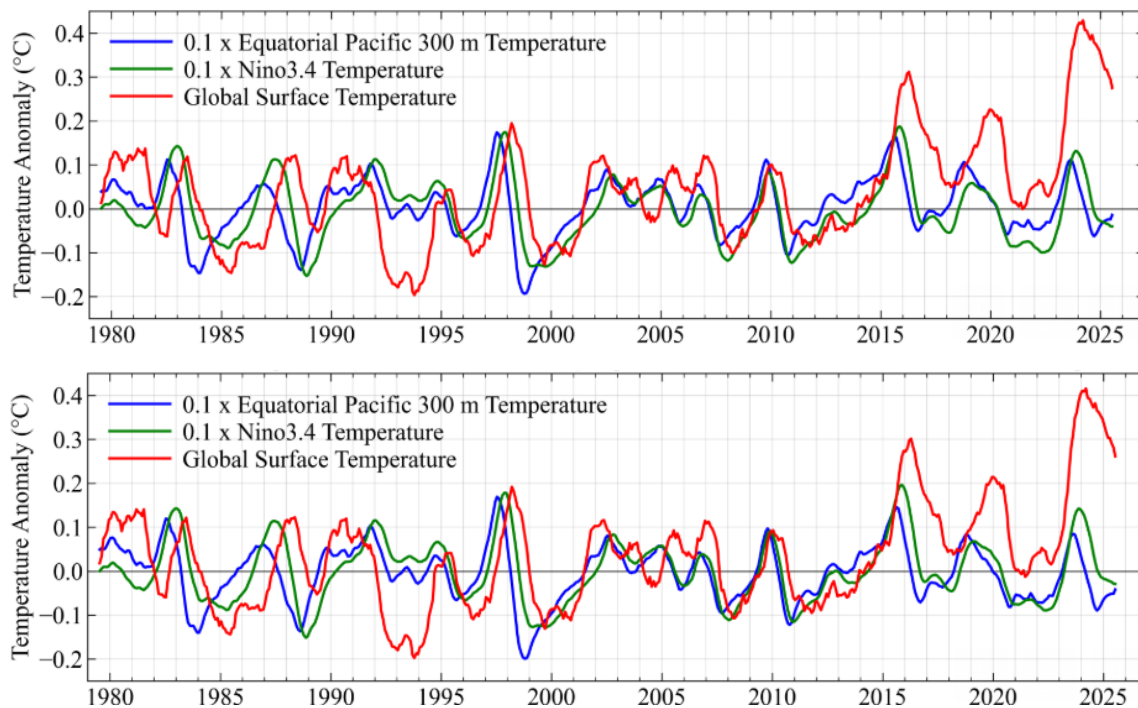 0.4
0.3
0.2
0.1
0.0
−0.1
−0.2
Temperature Anomaly (°C)
0.1 x Equatorial Pacific 300 m Temperature
0.1 x Nino3.4 Temperature
Global Surface Temperature
1980 1985 1990 1995 2000 2005 2010 2015 2020 2025
0.4
0.3
0.2
0.1
0.0
−0.1
−0.2
Temperature Anomaly (°C)
0.1 x Equatorial Pacific 300 m Temperature
0.1 x Nino3.4 Temperature
Global Surface Temperature
1980 1985 1990 1995 2000 2005 2010 2015 2020 2025